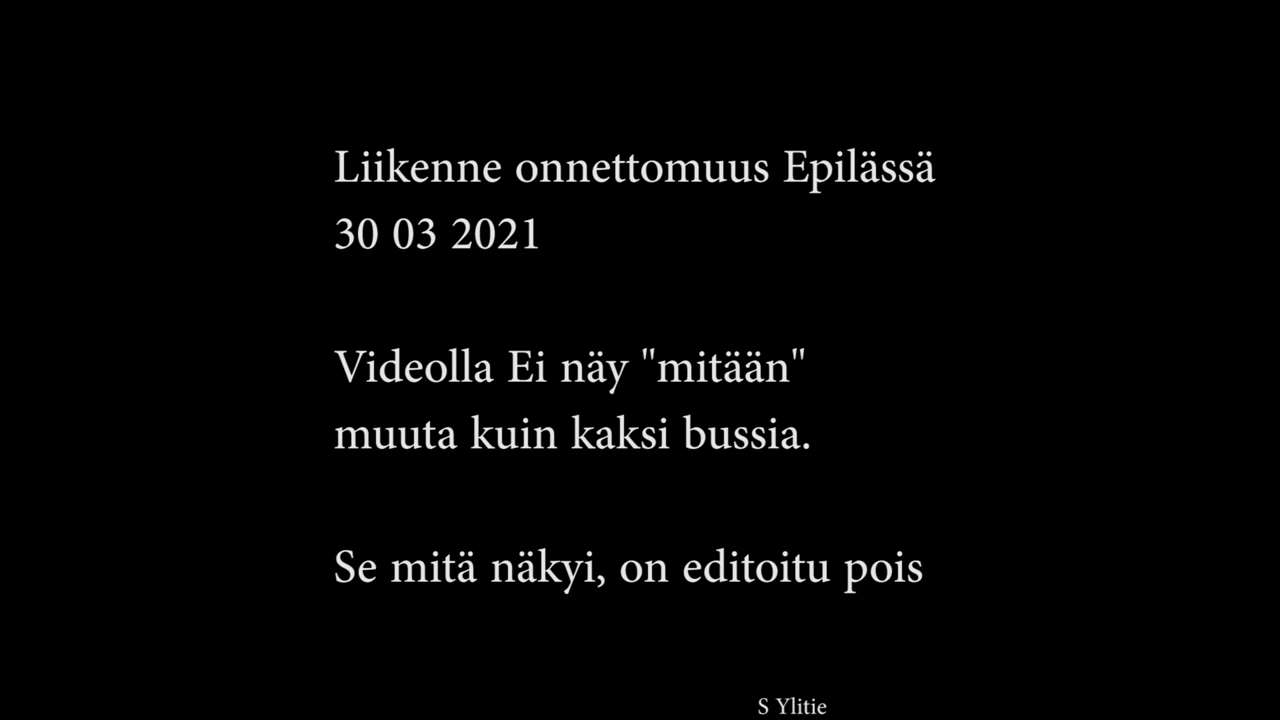 Liikenne onnettomuus Epilässä
30 03 2021
Videolla Ei näy "mitään"
muuta kuin kaksi bussia.
Se mitä näkyi, on editoitu pois
S Ylitie